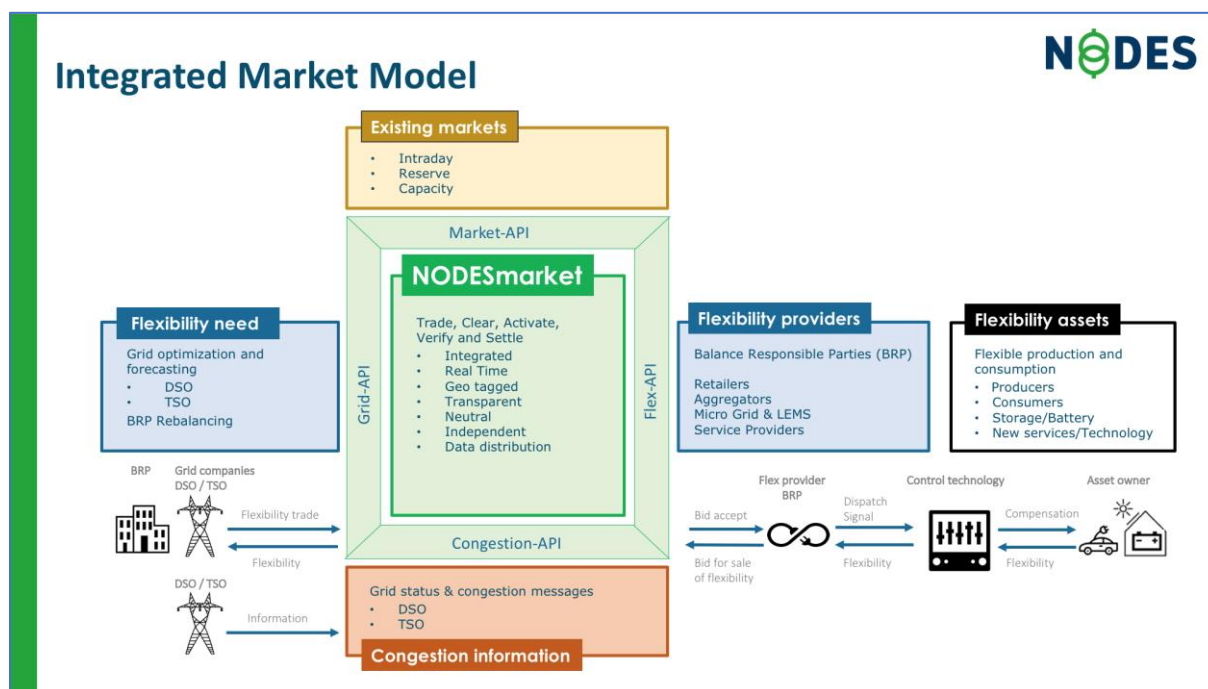 Integrated Market Model
NODES
Existing markets
• Intraday
• Reserve
• Capacity
Market-API
Grid-API
Flex-API
Congestion-API
NODESmarket
Trade, Clear, Activate,
Verify and Settle
• Integrated
• Real Time
• Geo tagged
• Transparent
• Neutral
• Independent
• Data distribution
Flexibility need
Grid optimization and
forecasting
• DSO
• TSO
BRP Rebalancing
Flexibility providers
Balance Responsible Parties (BRP)
Retailers
Aggregators
Micro Grid & LEMS
Service Providers
Flexibility assets
Flexible production and
consumption
• Producers
• Consumers
• Storage/Battery
• New services/Technology
BRP
Grid companies
DSO / TSO
Flexibility trade
Flexibility
DSO / TSO
Information
Bid accept
Bid for sale
of flexibility
Flex provider
BRP
Dispatch
Signal
Flexibility
Control technology
Compensation
Flexibility
Asset owner
Grid status & congestion messages
• DSO
• TSO
Congestion information